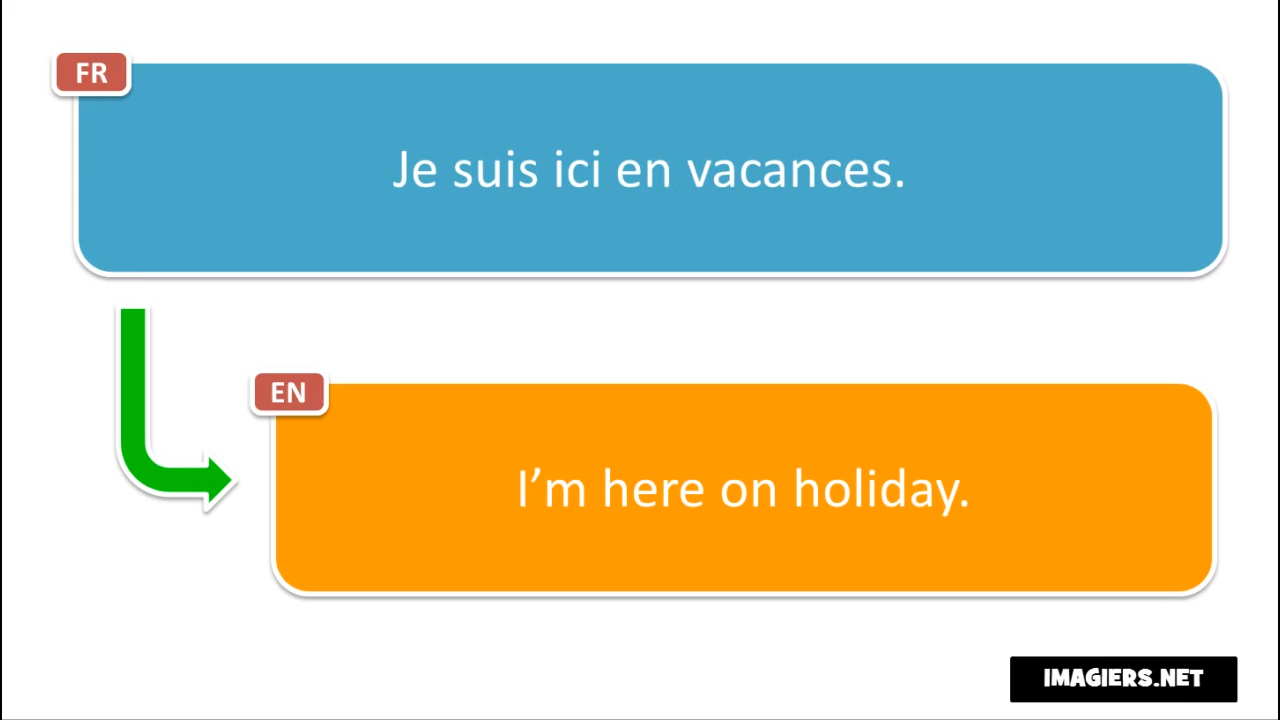 FR
Je suis ici en vacances.
EN
I’m here on holiday.
IMAGIERS.NET